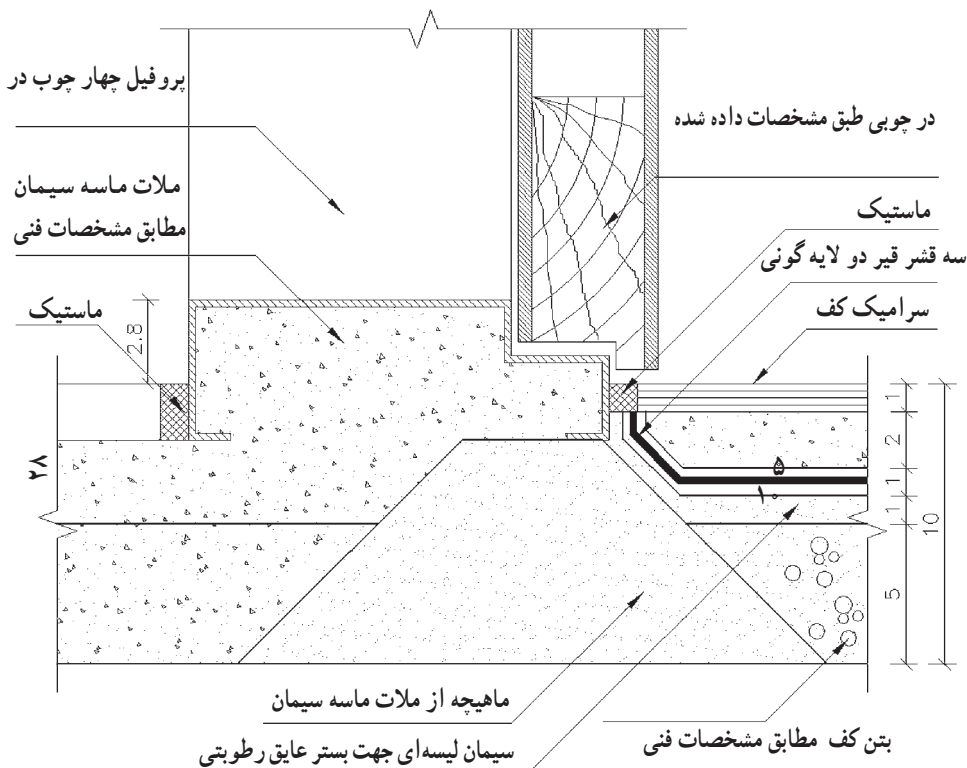 پروفیل چهار چوب در
ملات ماسه سیمان
مطابق مشخصات فنی
ماستیک
2.8
۲۸
در چوبی طبق مشخصات داده شده
ماستیک
سه قشر قیر دو لایه گونی
سرامیک کف
1
2
1
1
5
10
۵
۱۰
ماهیچه از ملات ماسه سیمان
سیمان لیسه‌ای جهت بستر عایق رطوبتی
بتن کف مطابق مشخصات فنی